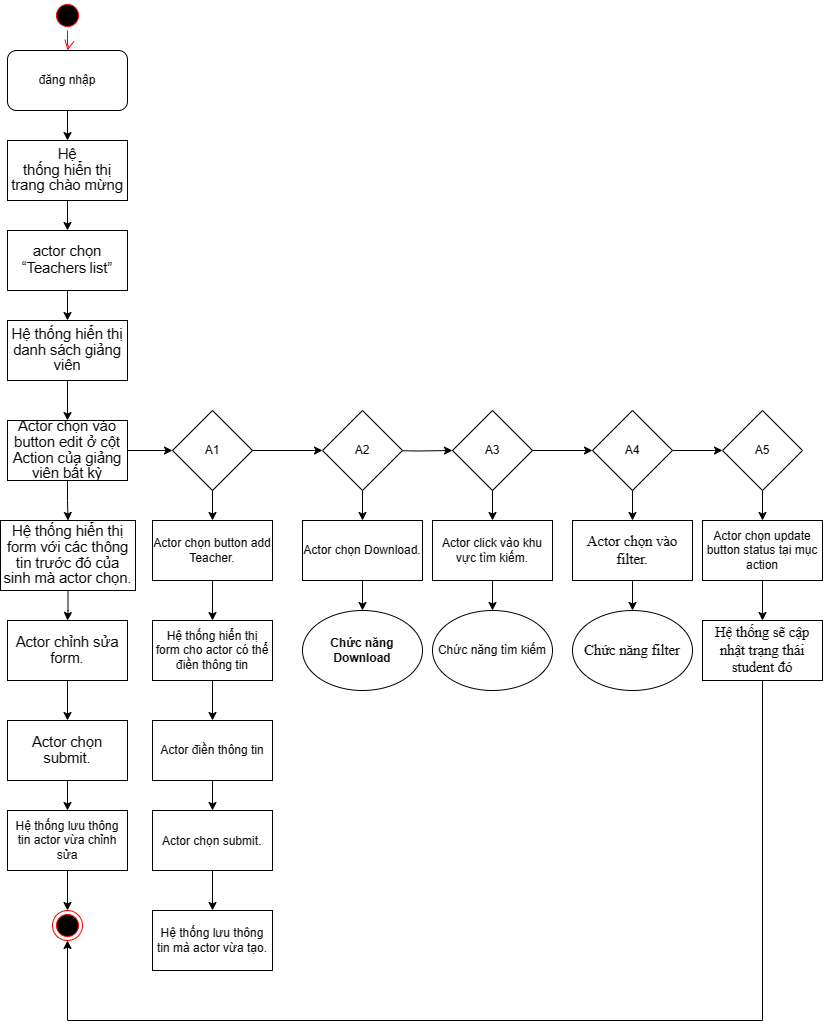 đăng nhập
Hệ
thống hiển thị
trang chào mừng
actor chọn
“Teachers list”
Hệ thống hiển thị
danh sách giảng
viên
Actor chọn vào
button edit ở cột
Action của giảng
viên bất kỳ
A1
A2
A3
A4
A5
Hệ thống hiển thị
form với các thông
tin trước đó của
sinh mà actor chọn.
Actor chỉnh sửa
form.
Actor chọn
submit.
Hệ thống lưu thông
tin actor vừa chỉnh
sửa
Actor chọn button add
Teacher.
Hệ thống hiển thị
form cho actor có thể
điền thông tin
Actor điền thông tin
Actor chọn submit.
Hệ thống lưu thông
tin mà actor vừa tạo.
Actor chọn Download.
Chức năng
Download
Actor click vào khu
vực tìm kiếm.
Chức năng tìm kiếm
Actor chọn vào
filter.
Chức năng filter
Actor chọn update
button status tại mục
action
Hệ thống sẽ cập
nhật trạng thái
student đó